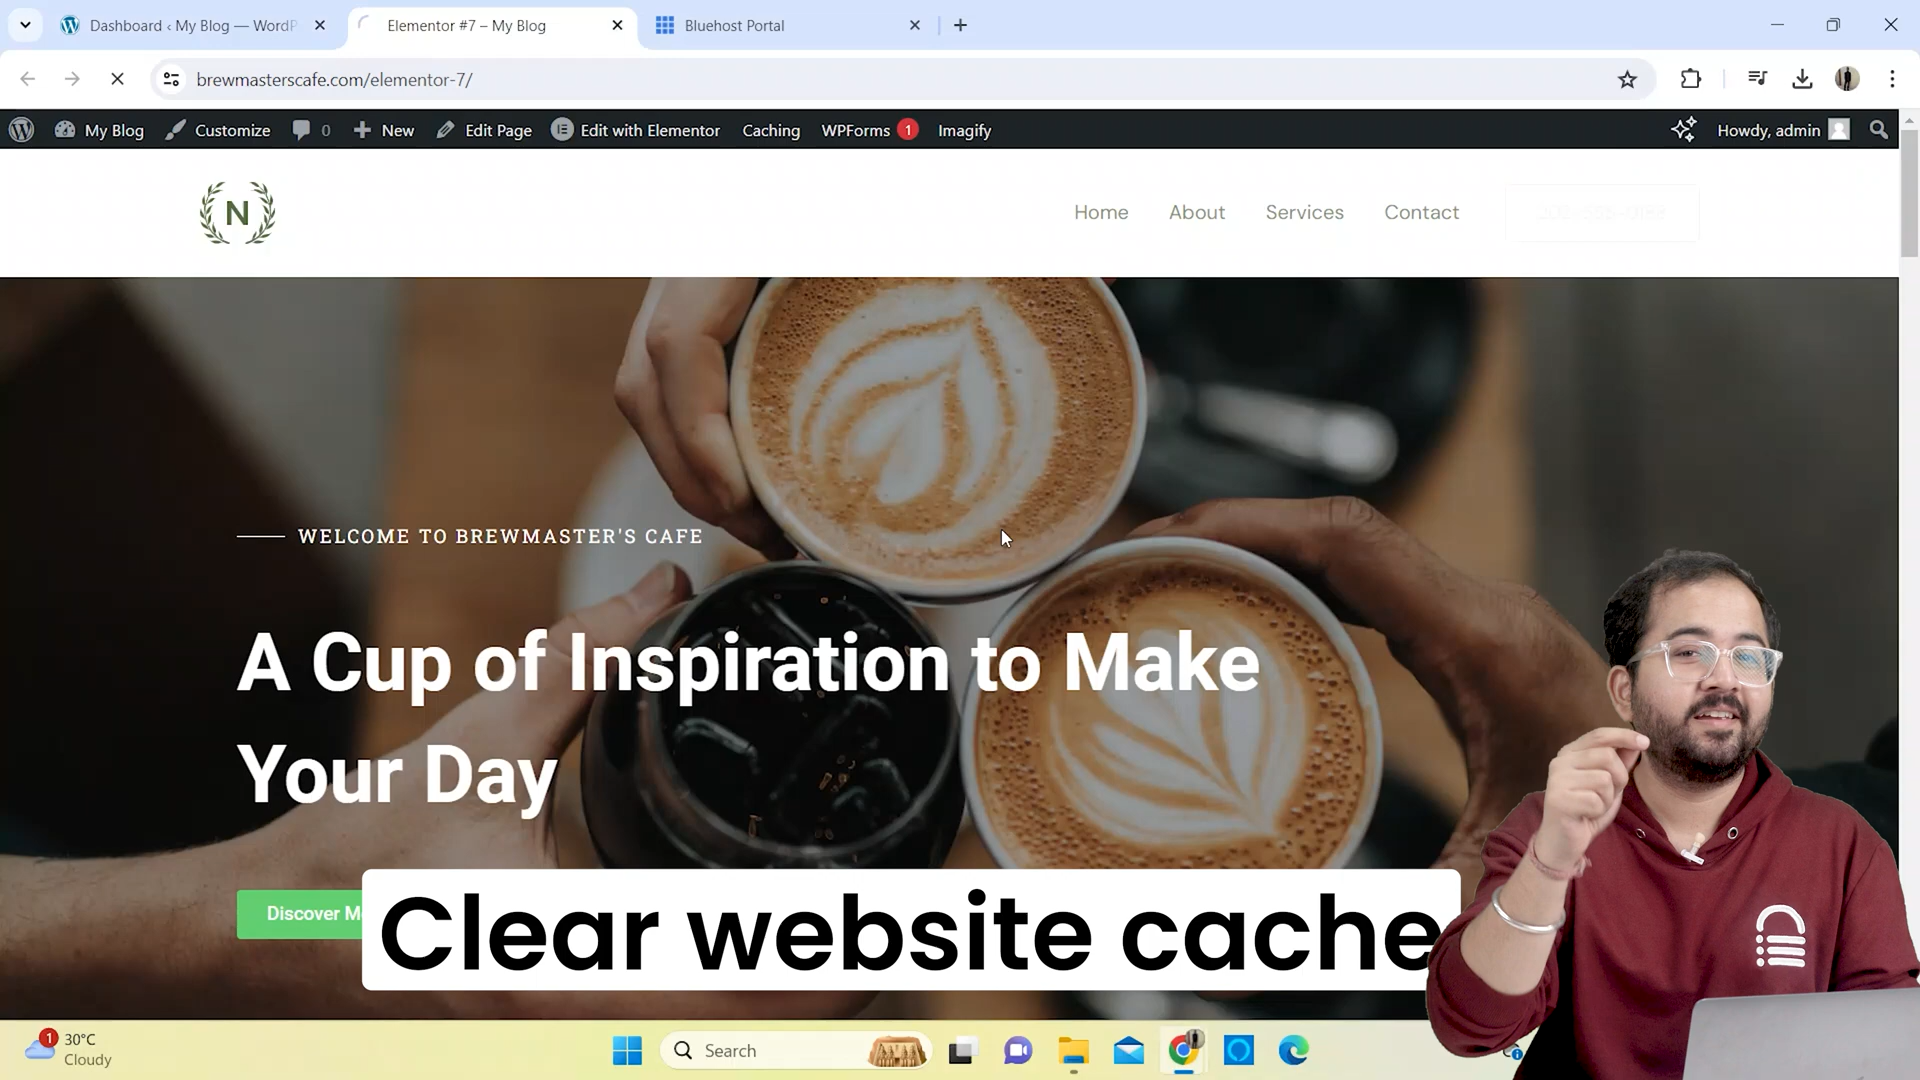 Dashboard ‹ My Blog — WordP
Elementor #7 – My Blog
Bluehost Portal
brewmasterscafe.com/elementor-7/
My Blog
Customize
0
New
Edit Page
Edit with Elementor
Caching
WPForms 1
Imagify
Howdy, admin
N
Home
About
Services
Contact
WELCOME TO BREWMASTER'S CAFE
A Cup of Inspiration to Make
Your Day
Discover M
Clear website cache
1
30°C
Cloudy
Search